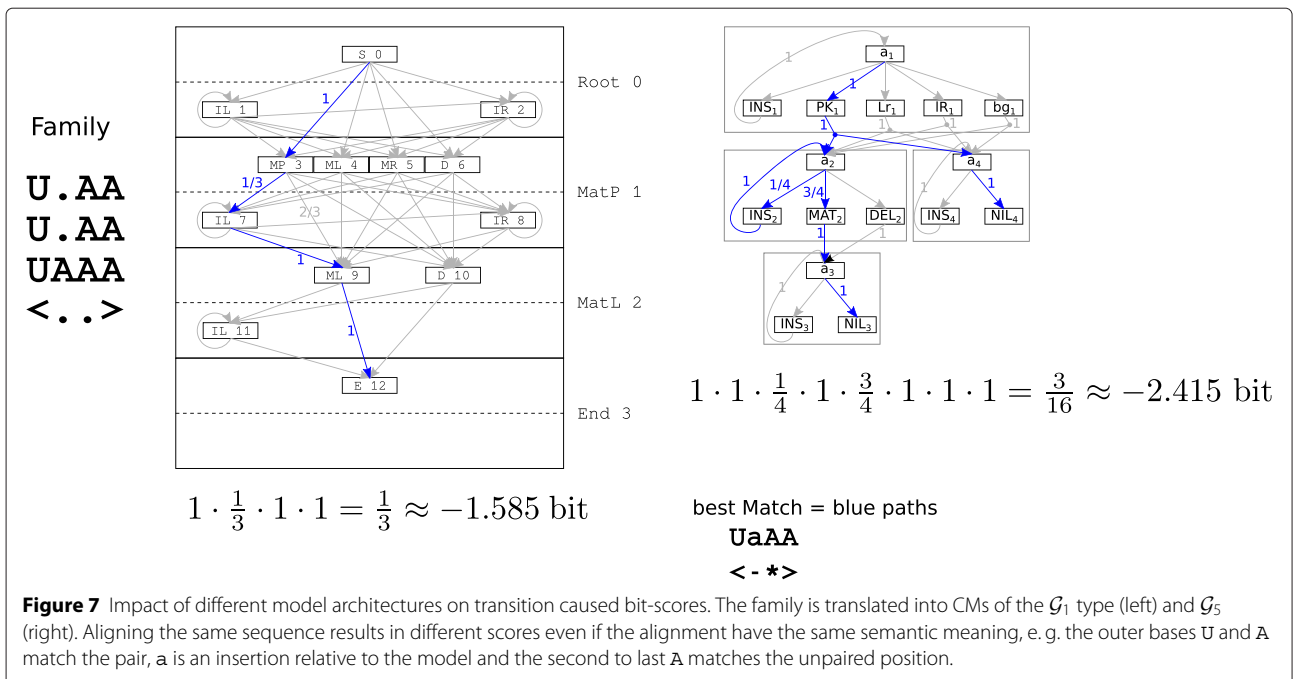 Family
U.AA
U.AA
UAAA
<..>
S 0
Root 0
1
IL 1
IR 2
MP 3
ML 4
MR 5
D 6
1/3
MatP 1
2/3
IL 7
IR 8
1
ML 9
D 10
MatL 2
1
IL 11
E 12
End 3
1 · 1/3 · 1 · 1 = 1/3 ≈ −1.585 bit
a₁
1
1
INS₁
PK₁
Lr₁
IR₁
bg₁
1
1
1
1
a₂
a₄
1
1/4
3/4
1
1
INS₂
MAT₂
DEL₂
INS₄
NIL₄
1
1
a₃
1
1
INS₃
NIL₃
1 · 1 · 1/4 · 1 · 3/4 · 1 · 1 · 1 = 3/16 ≈ −2.415 bit
best Match = blue paths
UaAA
<-*>
Figure 7 Impact of different model architectures on transition caused bit-scores. The family is translated into CMs of the 𝒢₁ type (left) and 𝒢₅
(right). Aligning the same sequence results in different scores even if the alignment have the same semantic meaning, e. g. the outer bases U and A
match the pair, a is an insertion relative to the model and the second to last A matches the unpaired position.